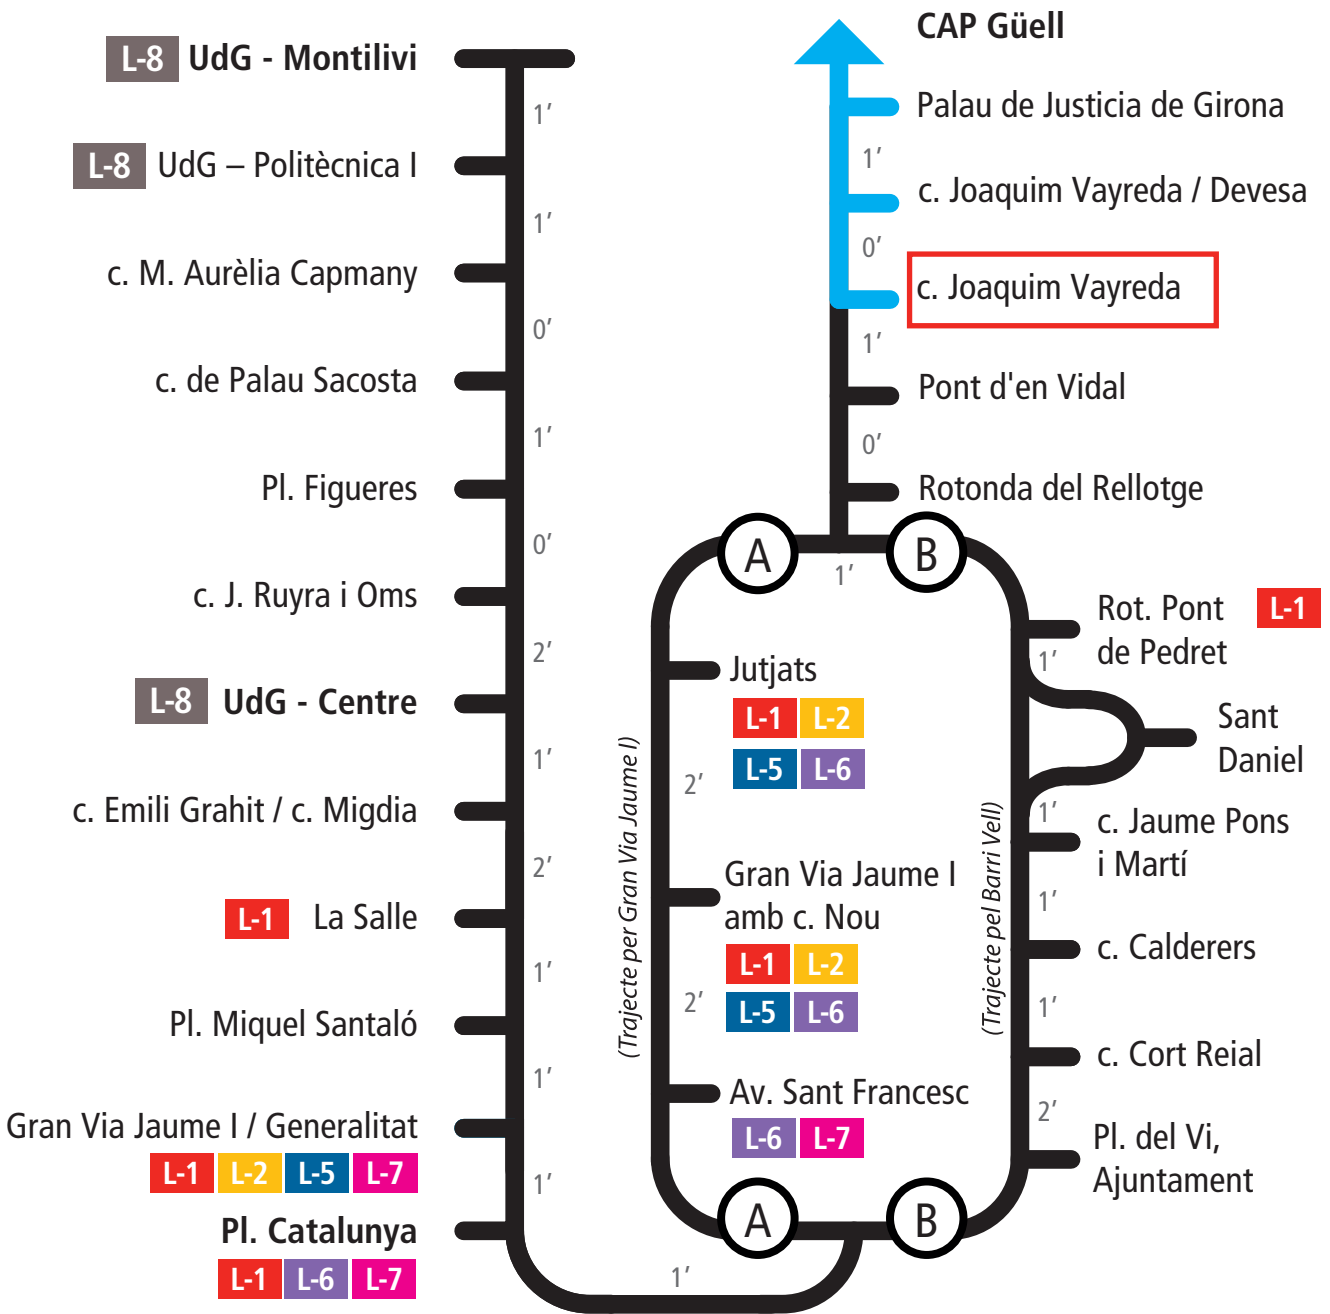 L-8 UdG - Montilivi
1’
L-8 UdG – Politècnica I
1’
c. M. Aurèlia Capmany
0’
c. de Palau Sacosta
1’
Pl. Figueres
0’
c. J. Ruyra i Oms
2’
L-8 UdG - Centre
1’
c. Emili Grahit / c. Migdia
2’
L-1 La Salle
1’
Pl. Miquel Santaló
1’
Gran Via Jaume I / Generalitat
L-1 L-2 L-5 L-7
1’
Pl. Catalunya
L-1 L-6 L-7
1’
CAP Güell
Palau de Justicia de Girona
1’
c. Joaquim Vayreda / Devesa
0’
c. Joaquim Vayreda
1’
Pont d'en Vidal
0’
Rotonda del Rellotge
A
B
1’
(Trajecte per Gran Via Jaume I)
Jutjats
L-1 L-2
L-5 L-6
2’
Gran Via Jaume I
amb c. Nou
L-1 L-2
L-5 L-6
2’
Av. Sant Francesc
L-6 L-7
A
B
(Trajecte pel Barri Vell)
Rot. Pont L-1
de Pedret
1’
Sant
Daniel
1’
c. Jaume Pons
i Martí
1’
c. Calderers
1’
c. Cort Reial
2’
Pl. del Vi,
Ajuntament